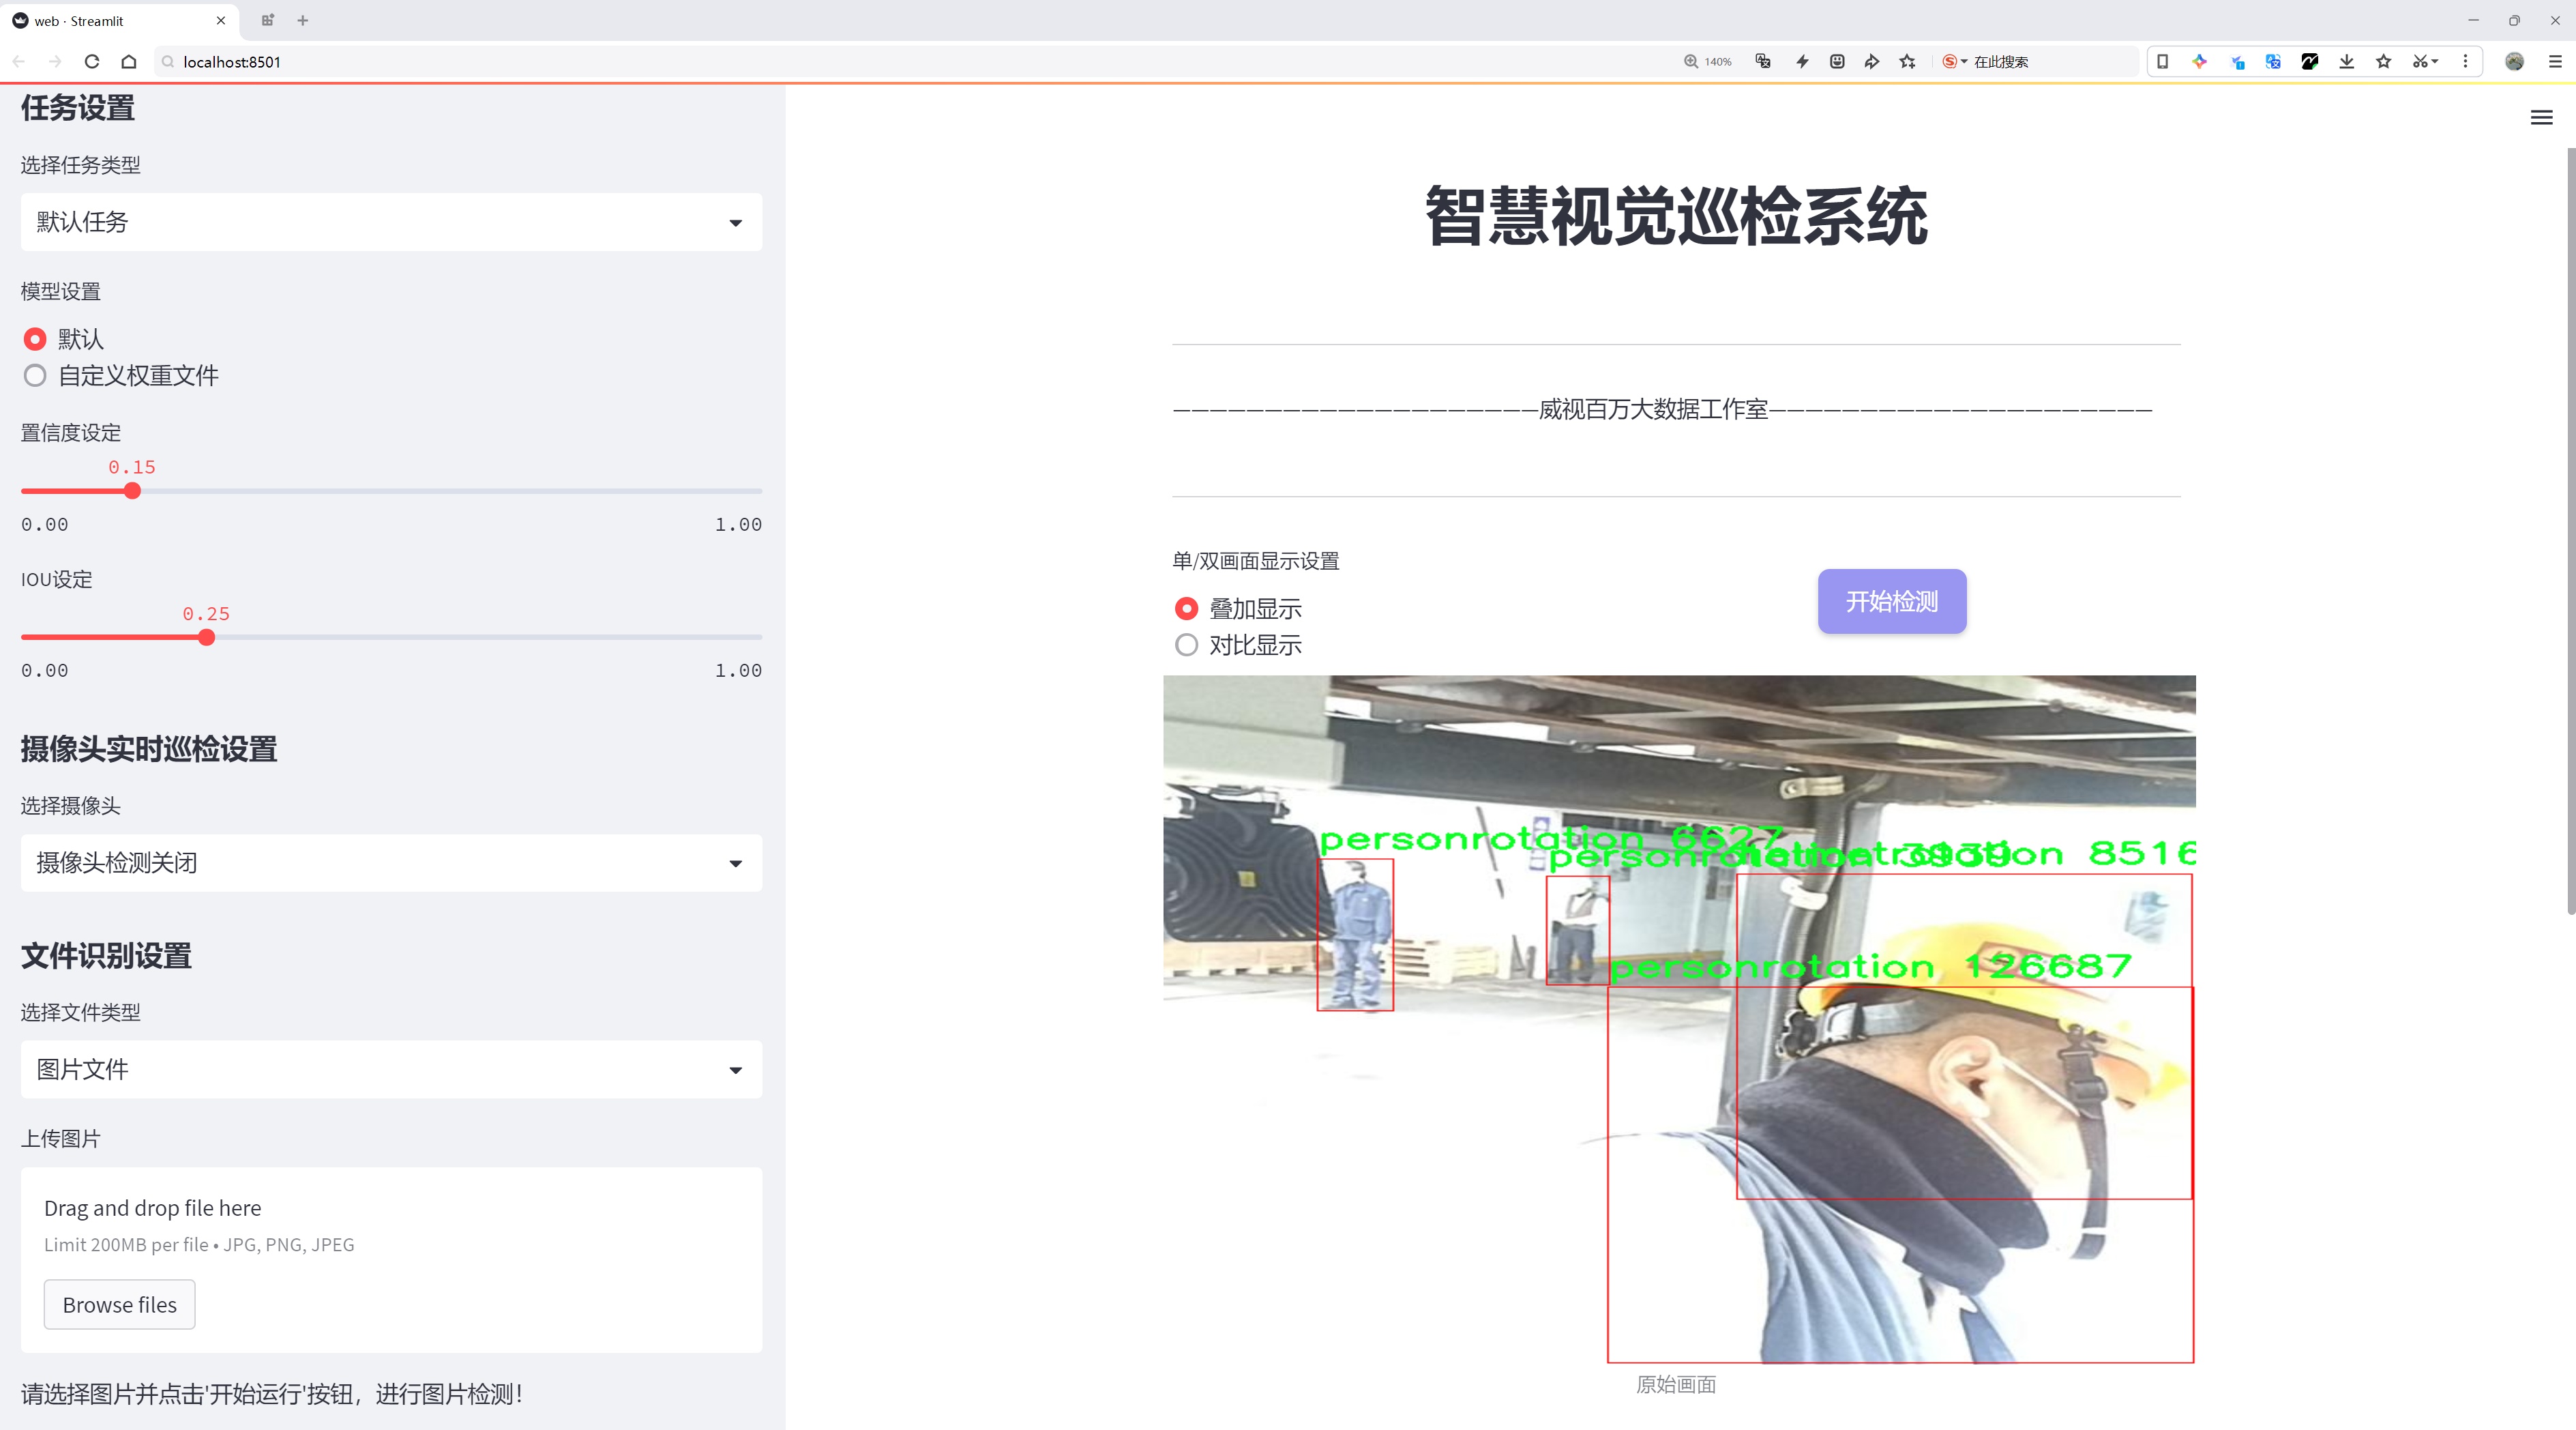 web · Streamlit
localhost:8501
140%
在此搜索
任务设置
选择任务类型
默认任务
模型设置
默认
自定义权重文件
置信度设定
0.15
0.00
1.00
IOU设定
0.25
0.00
1.00
摄像头实时巡检设置
选择摄像头
摄像头检测关闭
文件识别设置
选择文件类型
图片文件
上传图片
Drag and drop file here
Limit 200MB per file • JPG, PNG, JPEG
Browse files
请选择图片并点击'开始运行'按钮，进行图片检测！
智慧视觉巡检系统
————————————————————威视百万大数据工作室—————————————————————
单/双画面显示设置
叠加显示
对比显示
开始检测
personrotation 6627
personrotation 3939
helmetrotation 8516
personrotation 126687
原始画面